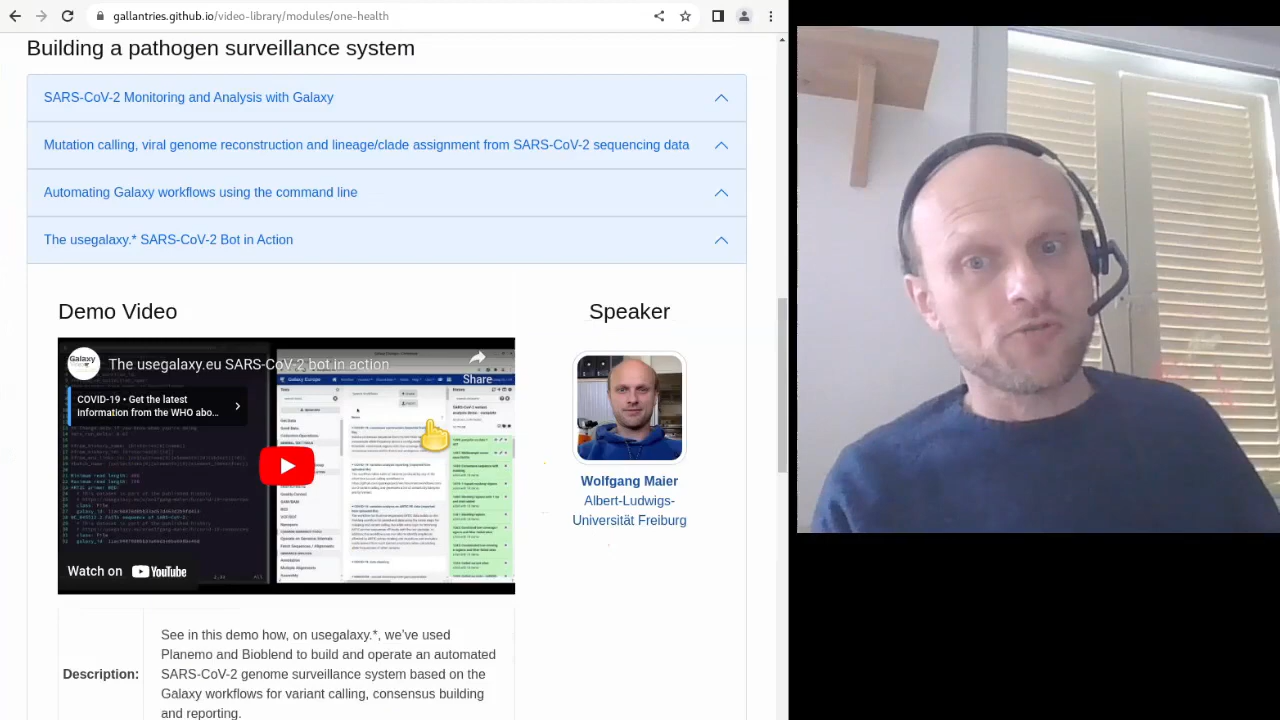 gallantries.github.io/video-library/modules/one-health
Building a pathogen surveillance system
SARS-CoV-2 Monitoring and Analysis with Galaxy
Mutation calling, viral genome reconstruction and lineage/clade assignment from SARS-CoV-2 sequencing data
Automating Galaxy workflows using the command line
The usegalaxy.* SARS-CoV-2 Bot in Action
Demo Video
Speaker
Galaxy
The usegalaxy.eu SARS-CoV-2 bot in action
Share
COVID-19 • Get the latest
information from the WHO abo...
Galaxy Europe
Watch on YouTube
Wolfgang Maier
Albert-Ludwigs-
Universität Freiburg
Description:
See in this demo how, on usegalaxy.*, we've used
Planemo and Bioblend to build and operate an automated
SARS-CoV-2 genome surveillance system based on the
Galaxy workflows for variant calling, consensus building
and reporting.